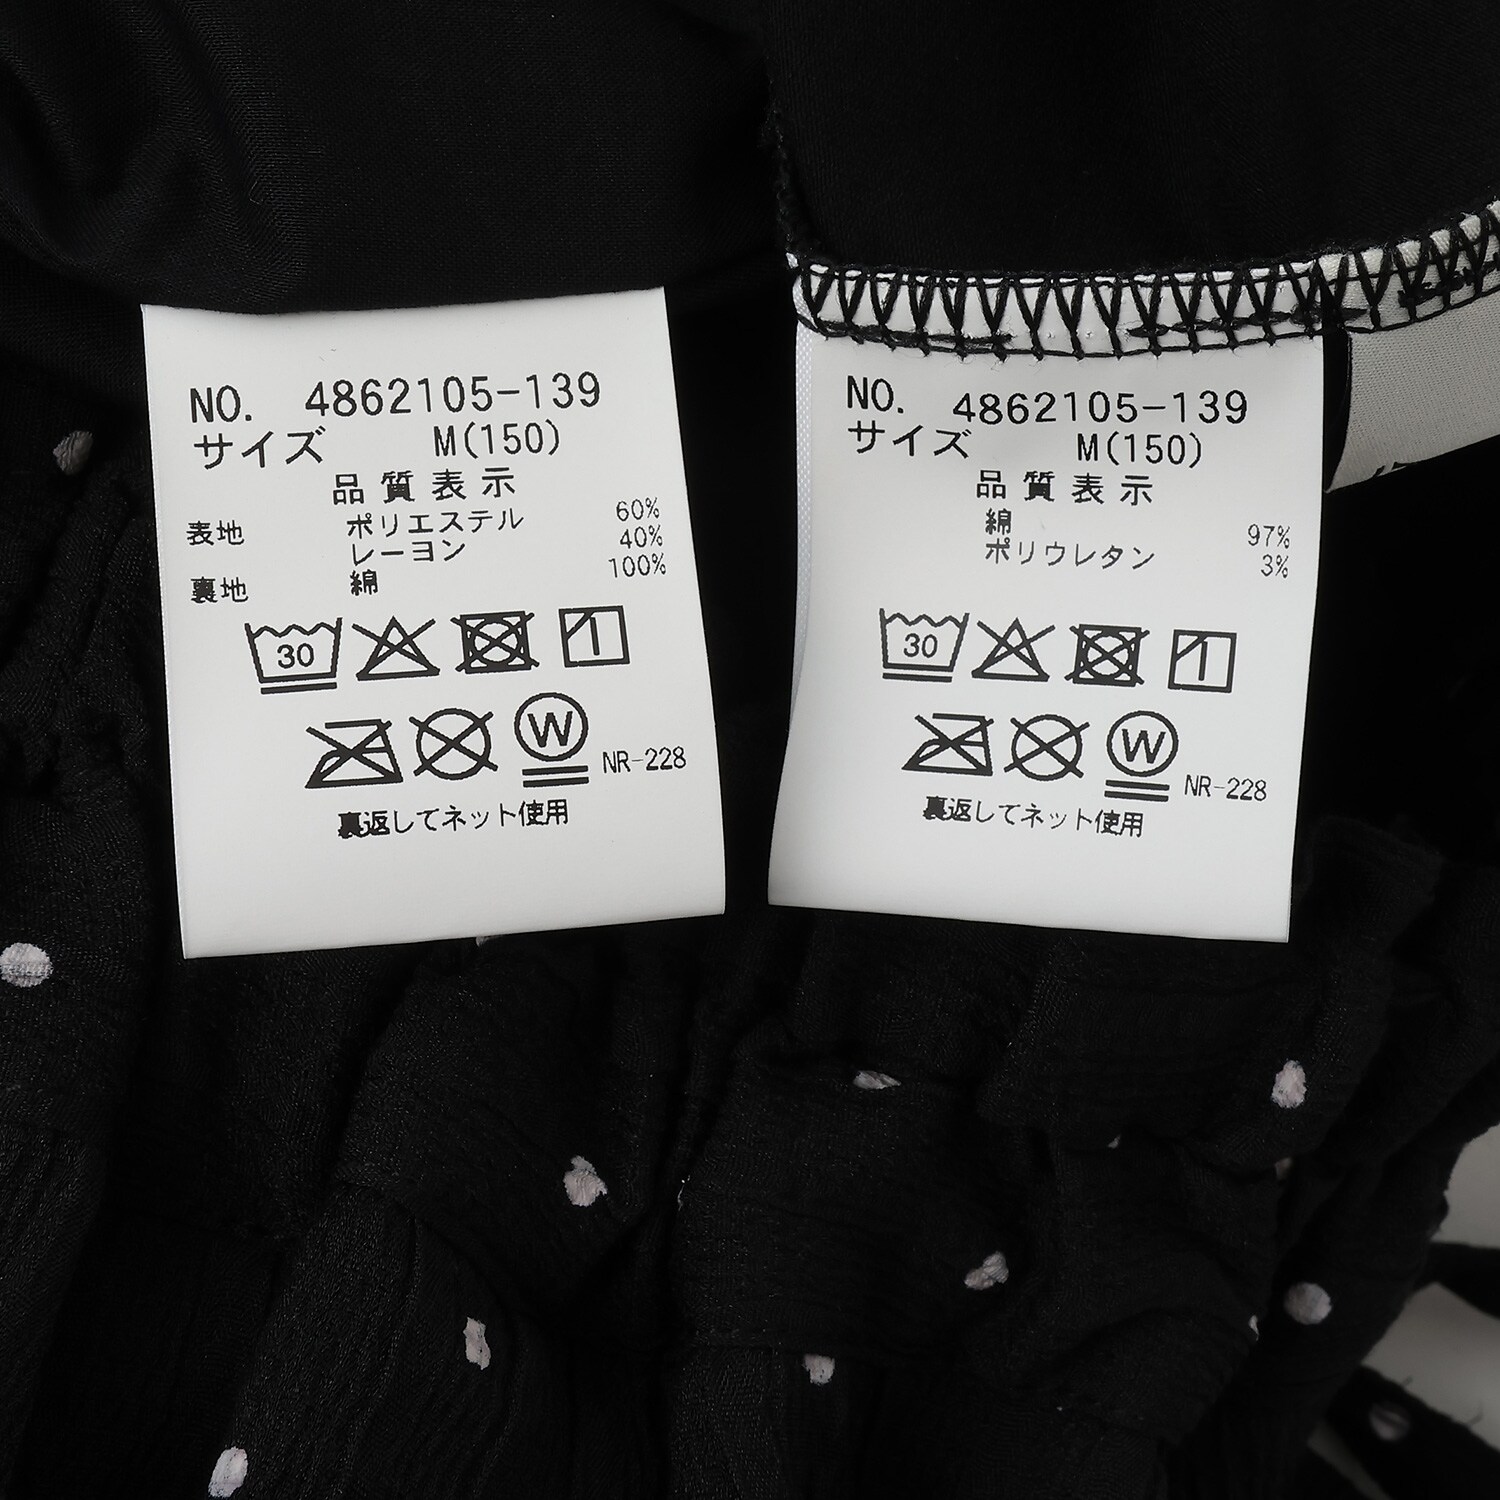 NO. 4862105-139
サイズ M(150)
品質表示
表地 ポリエステル 60%
レーヨン 40%
裏地 綿 100%
30
1
W
NR-228
裏返してネット使用
NO. 4862105-139
サイズ M(150)
品質表示
綿 97%
ポリウレタン 3%
30
1
W
NR-228
裏返してネット使用